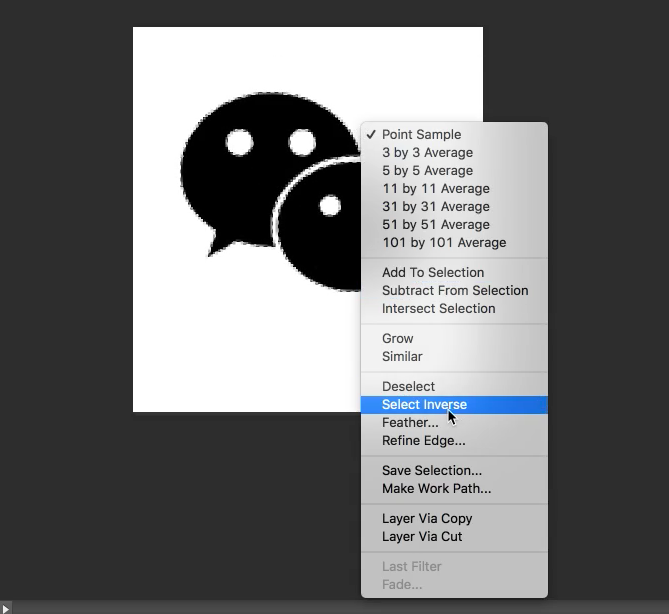 ✓ Point Sample
3 by 3 Average
5 by 5 Average
11 by 11 Average
31 by 31 Average
51 by 51 Average
101 by 101 Average
Add To Selection
Subtract From Selection
Intersect Selection
Grow
Similar
Deselect
Select Inverse
Feather...
Refine Edge...
Save Selection...
Make Work Path...
Layer Via Copy
Layer Via Cut
Last Filter
Fade...